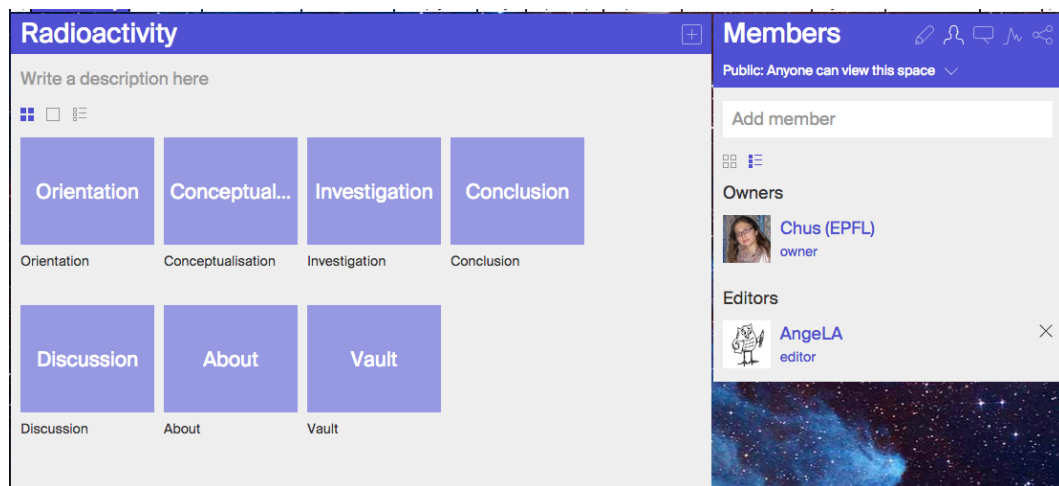 Radioactivity
Write a description here
Orientation
Conceptual...
Investigation
Conclusion
Orientation
Conceptualisation
Investigation
Conclusion
Discussion
About
Vault
Discussion
About
Vault
Members
Public: Anyone can view this space
Add member
Owners
Chus (EPFL)
owner
Editors
AngeLA
editor